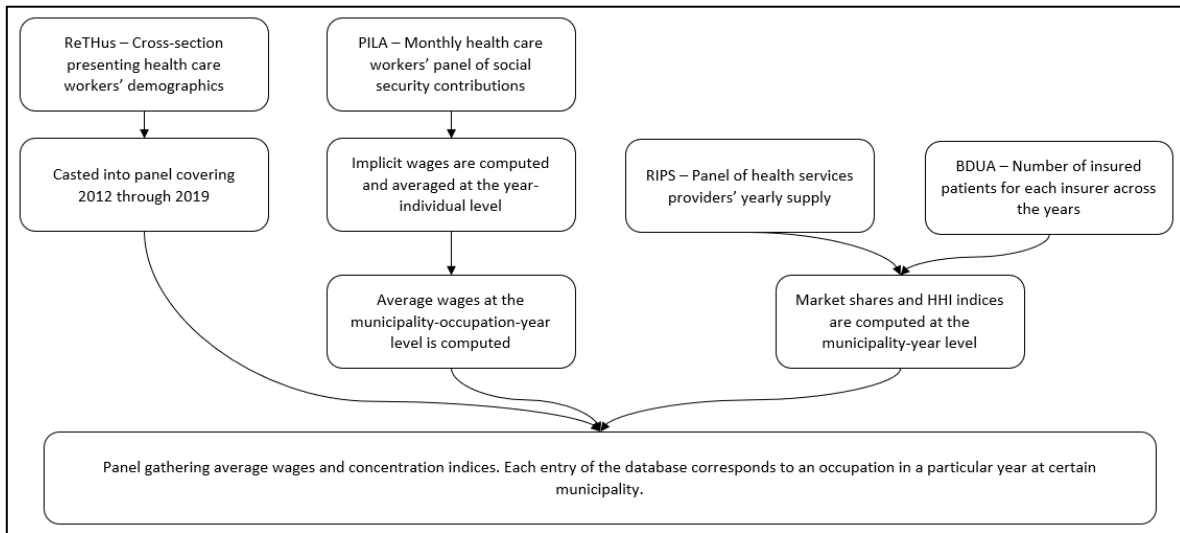 ReTHus – Cross-section
presenting health care
workers’ demographics
PILA – Monthly health care
workers’ panel of social
security contributions
Casted into panel covering
2012 through 2019
Implicit wages are computed
and averaged at the year-
individual level
RIPS – Panel of health services
providers’ yearly supply
BDUA – Number of insured
patients for each insurer across
the years
Average wages at the
municipality-occupation-year
level is computed
Market shares and HHI indices
are computed at the
municipality-year level
Panel gathering average wages and concentration indices. Each entry of the database corresponds to an occupation in a particular year at certain
municipality.